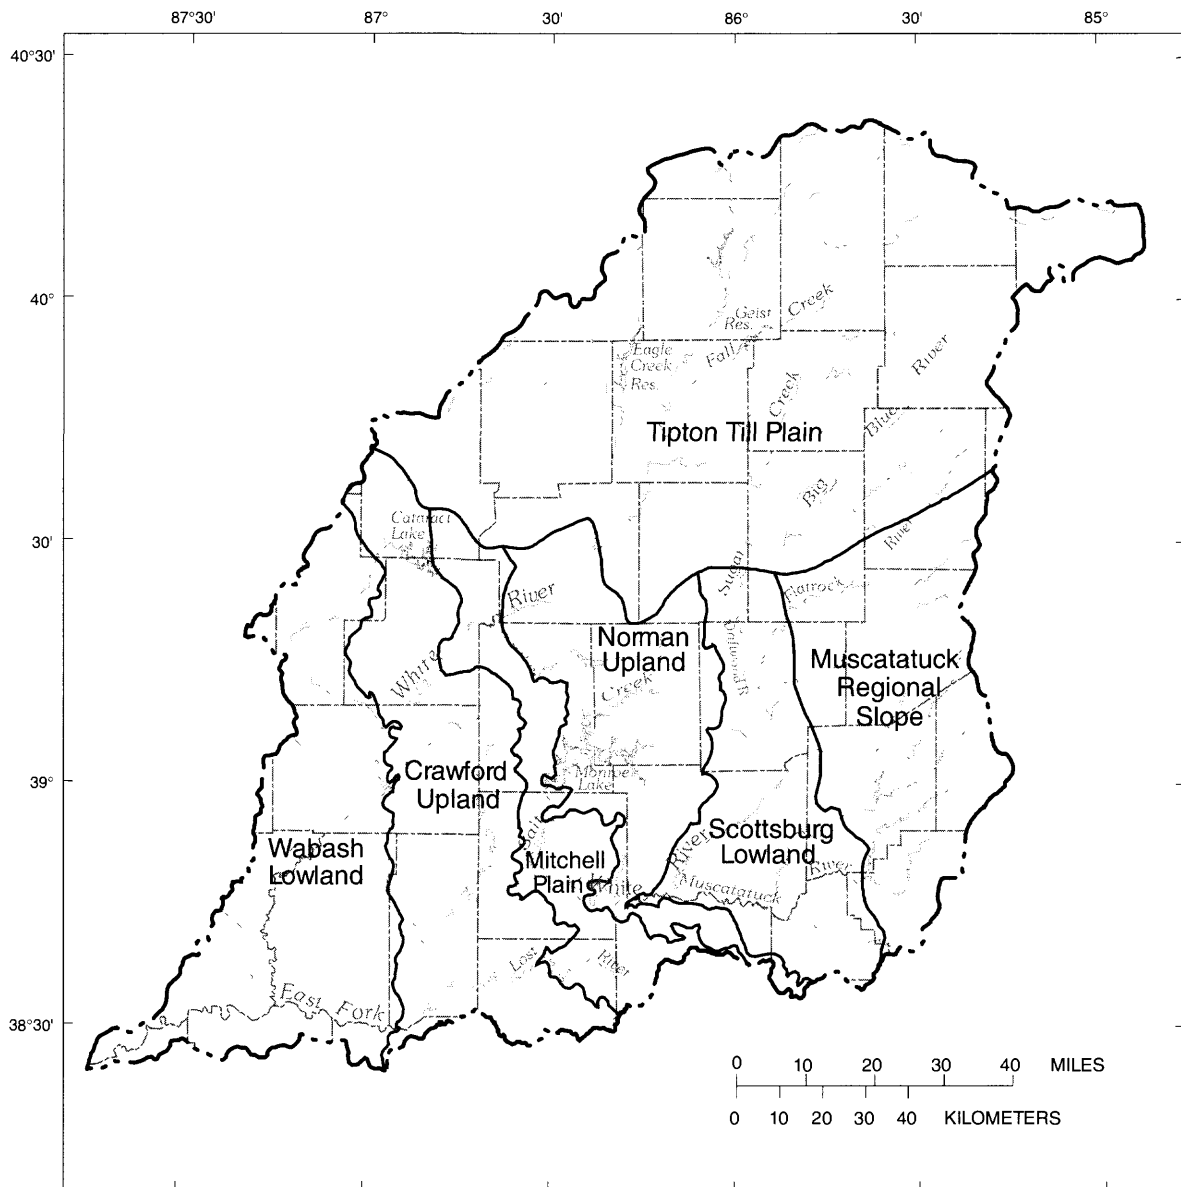 87°30'
87°
30'
86°
30'
85°
40°30'
40°
30'
39°
38°30'
Geist
Res.
Creek
Fall
Eagle
Creek
Res.
River
Creek
Blue
Tipton Till Plain
Big
Cataract
Lake
River
Sugar
Flatrock
River
Norman
Upland
Driftwood R
Muscatatuck
Regional
Slope
White
Creek
Crawford
Upland
Monroe
Lake
Salt
Scottsburg
Lowland
River
River
Wabash
Lowland
Mitchell
Plain
White
Muscatatuck
Lost
River
East Fork
0 10 20 30 40 MILES
0 10 20 30 40 KILOMETERS